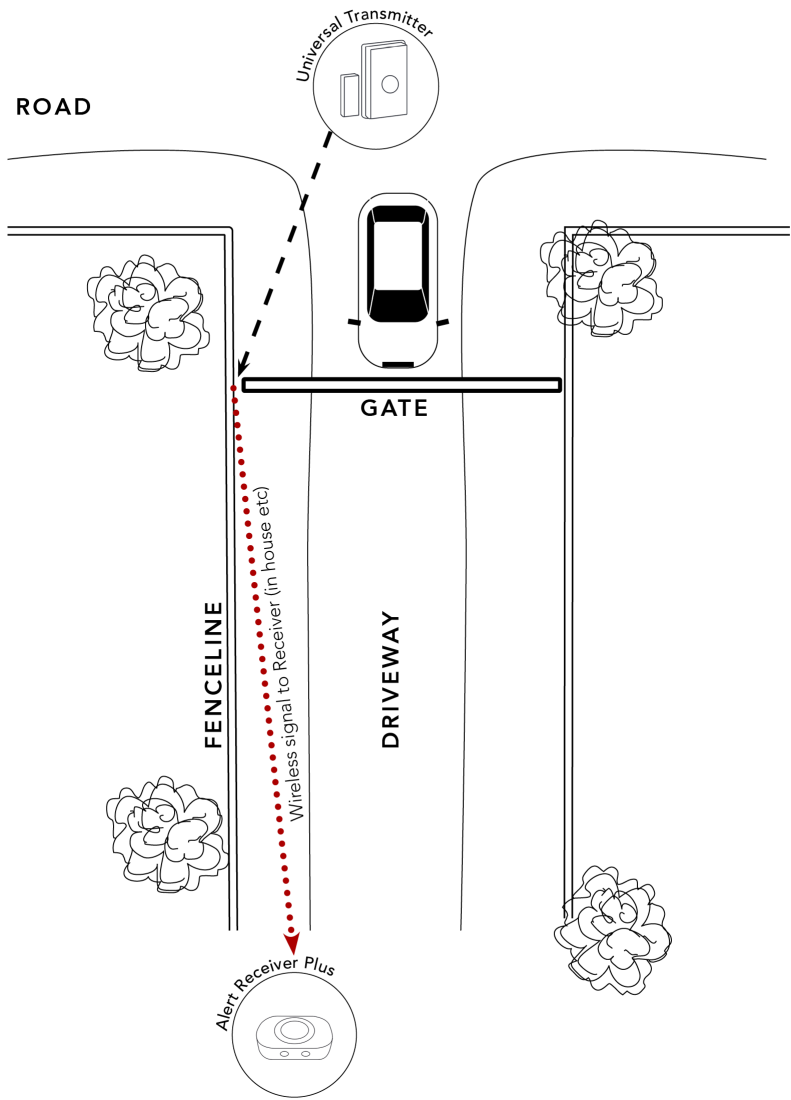 Universal Transmitter
ROAD
GATE
Wireless signal to Receiver (in house etc)
FENCELINE
DRIVEWAY
Alert Receiver Plus